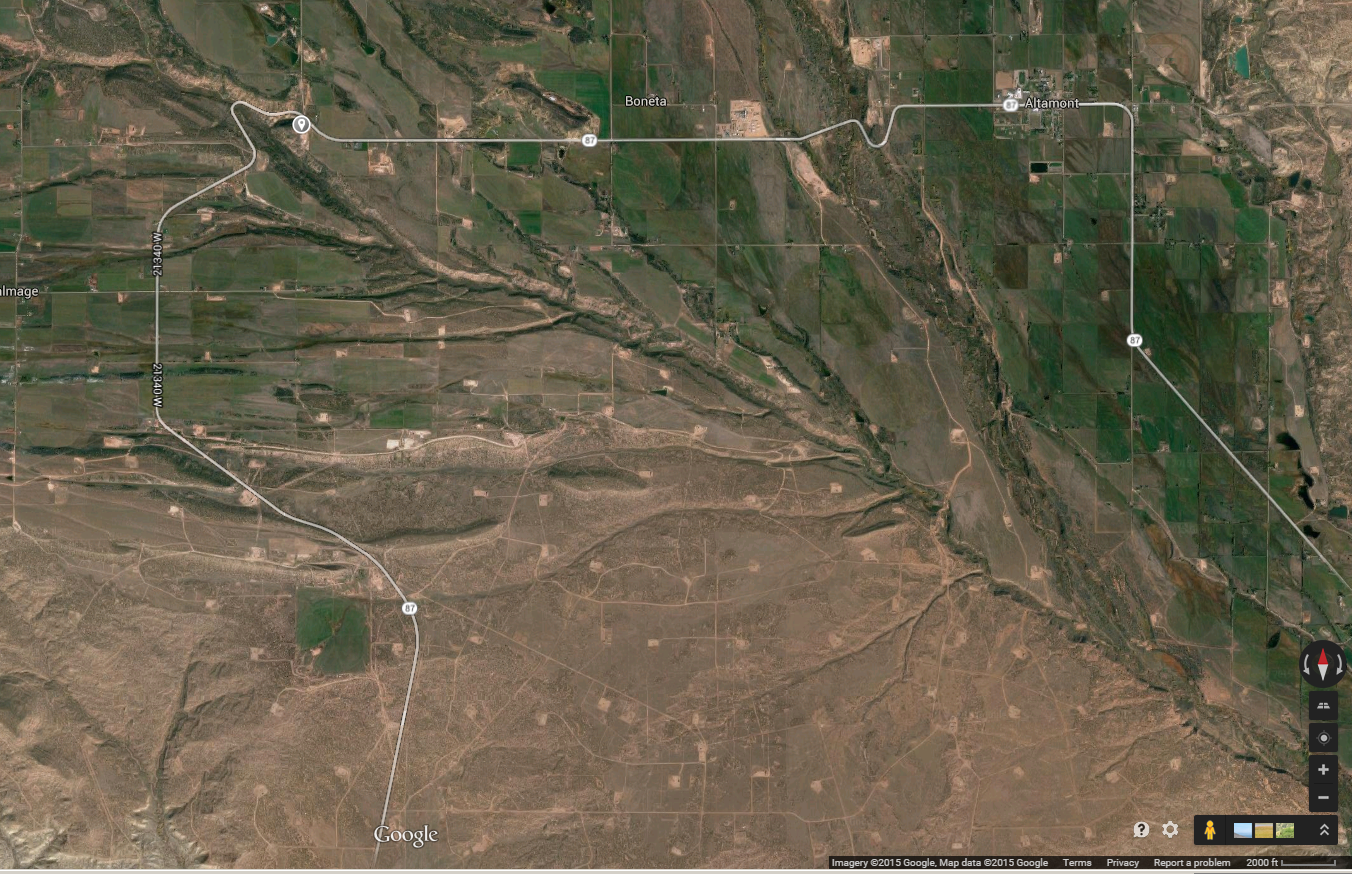 Boneta
87
Altamont
87
21340 W
almage
87
21340 W
87
Google
Imagery ©2015 Google, Map data ©2015 Google Terms Privacy Report a problem 2000 ft